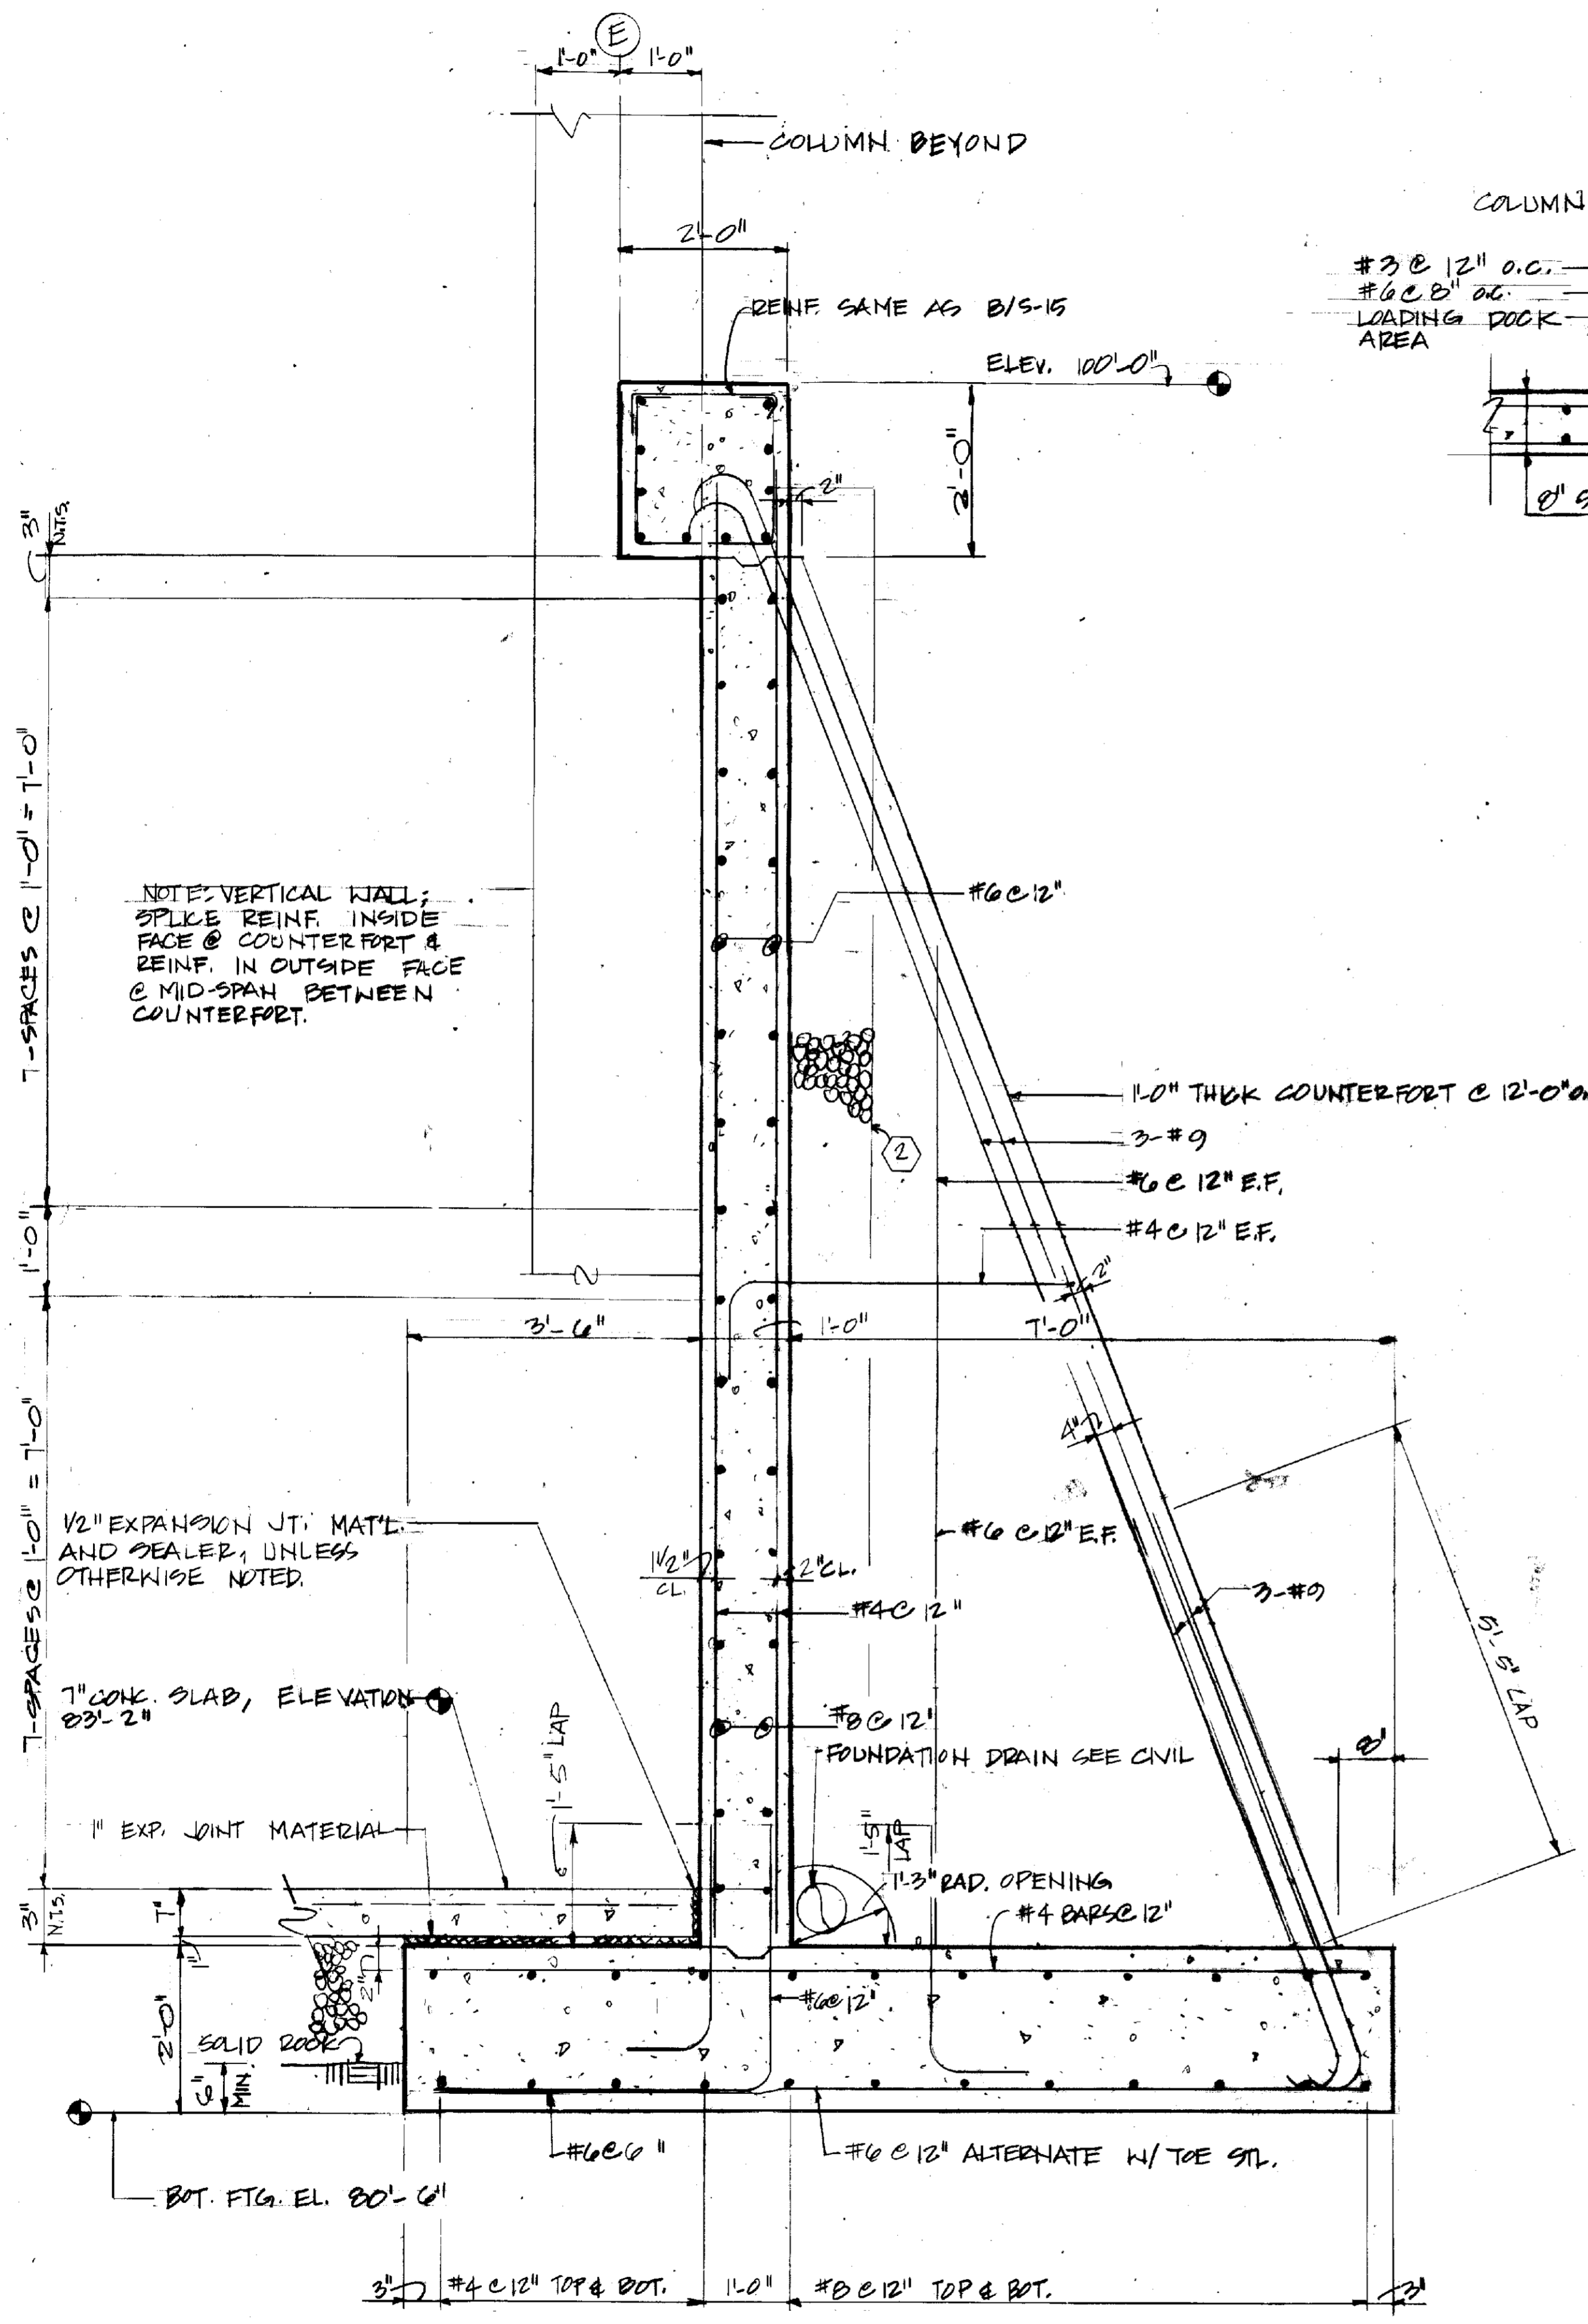 E
1'-0" 1'-0"
COLUMN BEYOND
COLUMN
2'-0"
#3 @ 12" O.C.
#6 @ 8" O.C.
LOADING DOCK
AREA
REINF. SAME AS B/S-15
ELEV. 100'-0"
2'-0"
2"
3"
N.T.S.
8"
7-SPACES @ 1'-0" = 7'-0"
NOTE: VERTICAL WALL;
SPLICE REINF. INSIDE
FACE @ COUNTERFORT &
REINF. IN OUTSIDE FACE
@ MID-SPAN BETWEEN
COUNTERFORT.
#6 @ 12"
1'-0" THICK COUNTERFORT @ 12'-0"
3-#9
2
#6 @ 12" E.F.
#4 @ 12" E.F.
1'-0"
2"
3'-6" 1'-0" 7'-0"
4"
7-SPACES @ 1'-0" = 7'-0"
1/2" EXPANSION JT. MAT'L.
AND SEALER, UNLESS
OTHERWISE NOTED.
#6 @ 12" E.F.
1 1/2"
CL.
2" CL.
#4 @ 12"
3-#9
5'-5" LAP
7" CONC. SLAB, ELEVATION
83'-2"
#8 @ 12"
FOUNDATION DRAIN SEE CIVIL
8"
1'-5" LAP
1" EXP. JOINT MATERIAL
1'-5"
LAP
1'-3" RAD. OPENING
#4 BARS @ 12"
3"
N.T.S.
7"
1"
2"
#6 @ 12"
2'-0"
SOLID ROCK
6"
MIN.
#6 @ 6"
#6 @ 12" ALTERNATE W/ TOE STL.
BOT. FTG. EL. 80'-6"
3" #4 @ 12" TOP & BOT. 1'-0" #8 @ 12" TOP & BOT. 3"